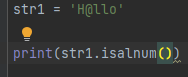 str1 = 'H@llo'
print(str1.isalnum())